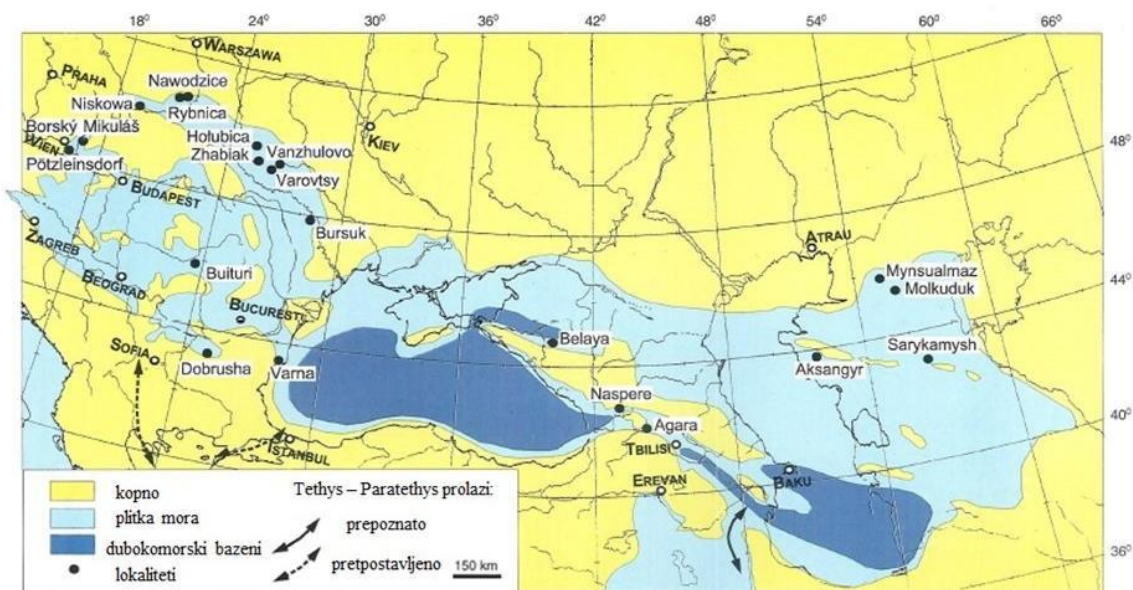 18° 24° 30° 36° 42° 48° 54° 60° 66°
WARSZAWA
PRAHA
Nawodzice
Niskowa
Rybnica
48°
Borský Mikuláš
Hołubica
KIEV
WIEN
Zhabiak
Vanzhulovo
Pötzleinsdorf
Varovtsy
BUDAPEST
Bursuk
ATRAU
ZAGREB
44°
Mynsualmaz
Buituri
Molkuduk
BEOGRAD
BUCURESTI
Belaya
Sarykamysh
SOFIA
Dobrusha
Varna
Aksangyr
Naspere
40°
Agara
ISTANBUL
TBILISI
EREVAN
BAKU
kopno
Tethys – Paratethys prolazi:
plitka mora
prepoznato
dubokomorski bazeni
lokaliteti
pretpostavljeno
150 km
36°